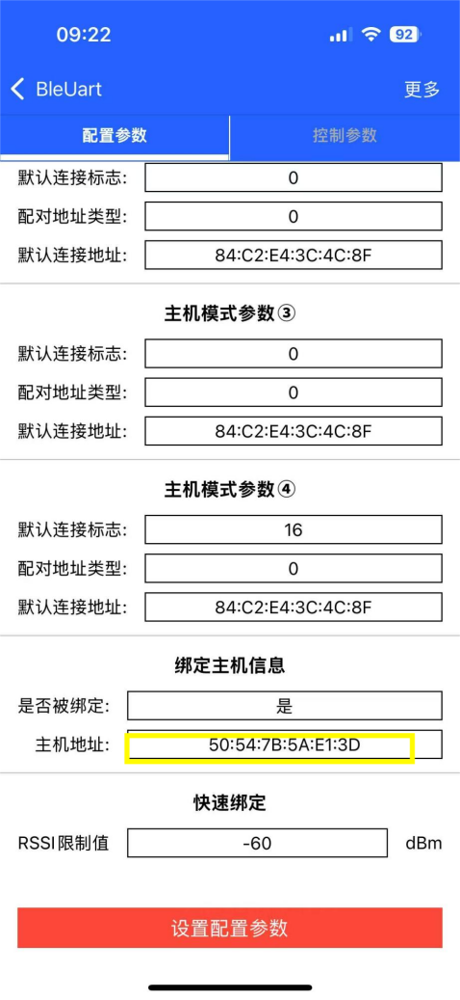 09:22
92
BleUart
更多
配置参数
控制参数
默认连接标志: 0
配对地址类型: 0
默认连接地址: 84:C2:E4:3C:4C:8F
主机模式参数③
默认连接标志: 0
配对地址类型: 0
默认连接地址: 84:C2:E4:3C:4C:8F
主机模式参数④
默认连接标志: 16
配对地址类型: 0
默认连接地址: 84:C2:E4:3C:4C:8F
绑定主机信息
是否被绑定: 是
主机地址: 50:54:7B:5A:E1:3D
快速绑定
RSSI限制值 -60 dBm
设置配置参数